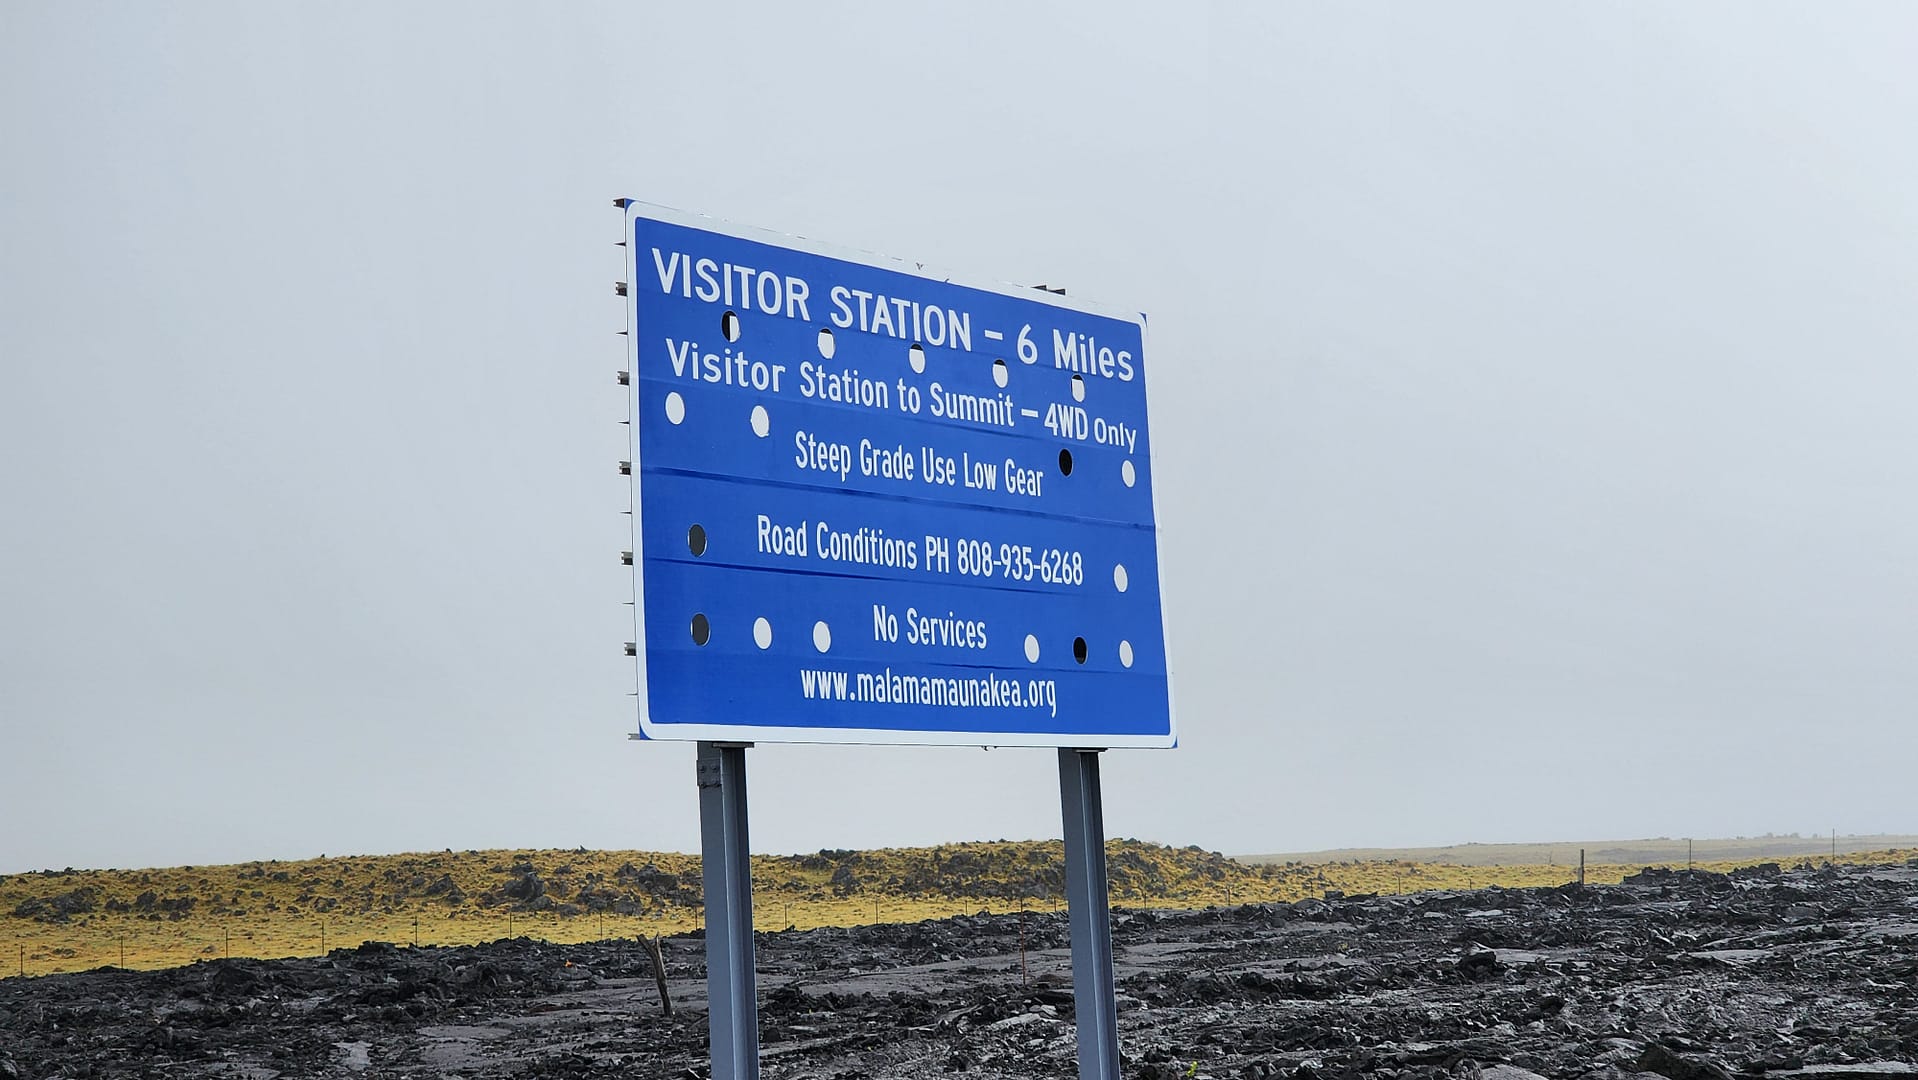 VISITOR STATION – 6 Miles
Visitor Station to Summit – 4WD Only
Steep Grade Use Low Gear
Road Conditions PH 808-935-6268
No Services
www.malamamaunakea.org